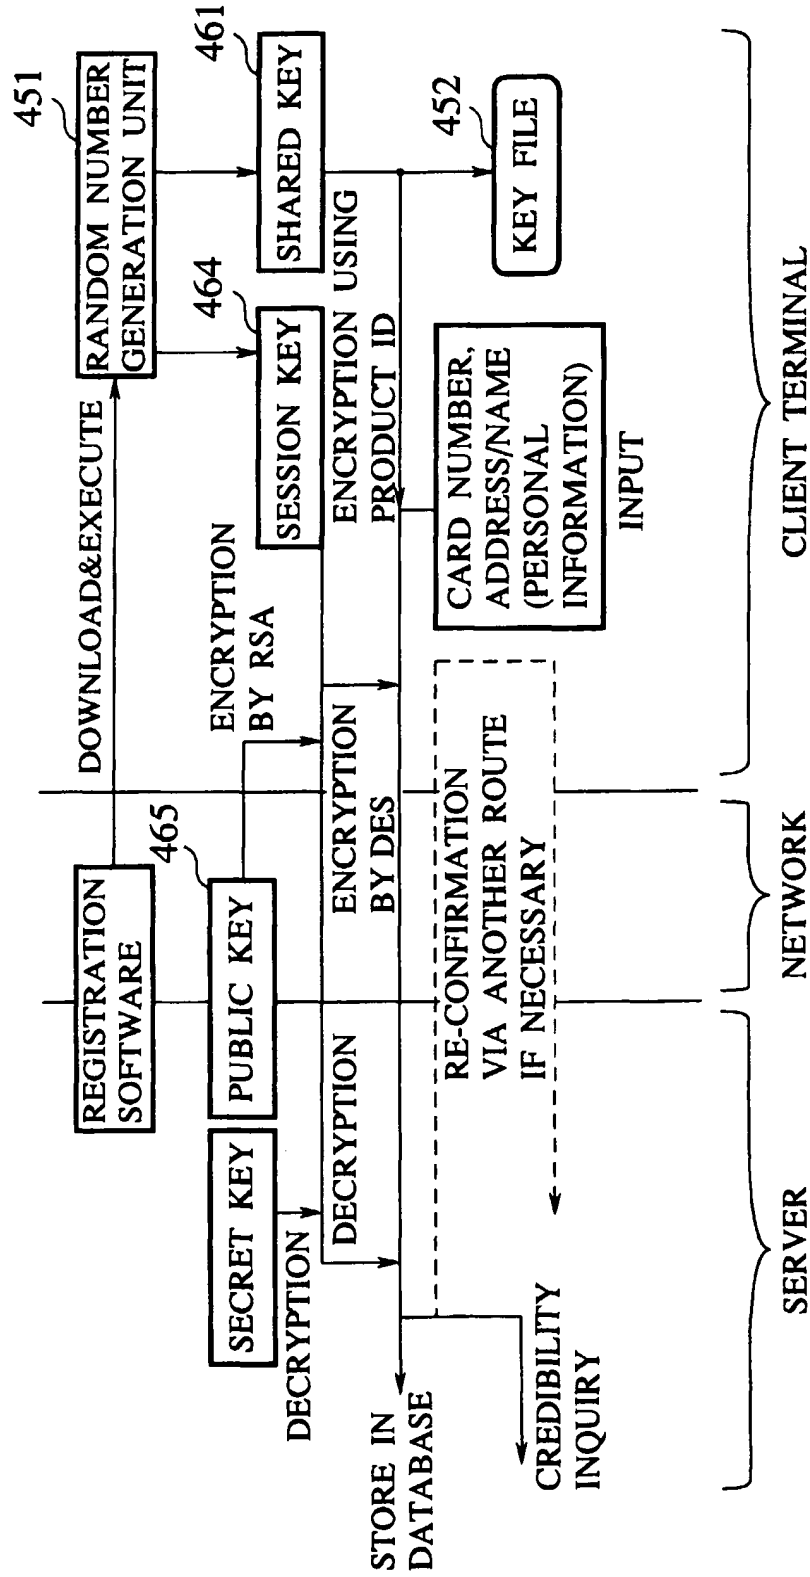 REGISTRATION
SOFTWARE
DOWNLOAD&EXECUTE
451
RANDOM NUMBER
GENERATION UNIT
SECRET KEY
465
PUBLIC KEY
ENCRYPTION
BY RSA
464
SESSION KEY
461
SHARED KEY
DECRYPTION
DECRYPTION
ENCRYPTION
BY DES
ENCRYPTION USING
PRODUCT ID
STORE IN
DATABASE
RE-CONFIRMATION
VIA ANOTHER ROUTE
IF NECESSARY
CARD NUMBER,
ADDRESS/NAME
(PERSONAL
INFORMATION)
INPUT
452
KEY FILE
CREDIBILITY
INQUIRY
SERVER
NETWORK
CLIENT TERMINAL